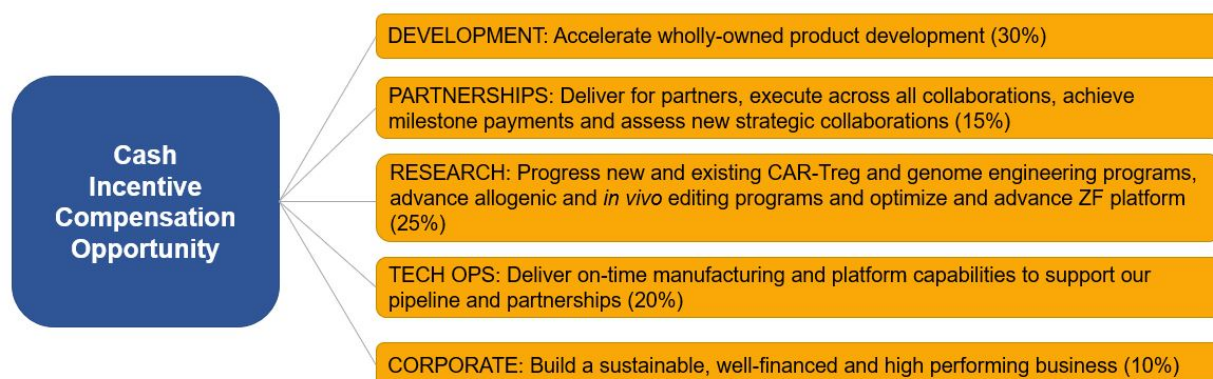 Cash
Incentive
Compensation
Opportunity
DEVELOPMENT: Accelerate wholly-owned product development (30%)
PARTNERSHIPS: Deliver for partners, execute across all collaborations, achieve
milestone payments and assess new strategic collaborations (15%)
RESEARCH: Progress new and existing CAR-Treg and genome engineering programs,
advance allogenic and in vivo editing programs and optimize and advance ZF platform
(25%)
TECH OPS: Deliver on-time manufacturing and platform capabilities to support our
pipeline and partnerships (20%)
CORPORATE: Build a sustainable, well-financed and high performing business (10%)